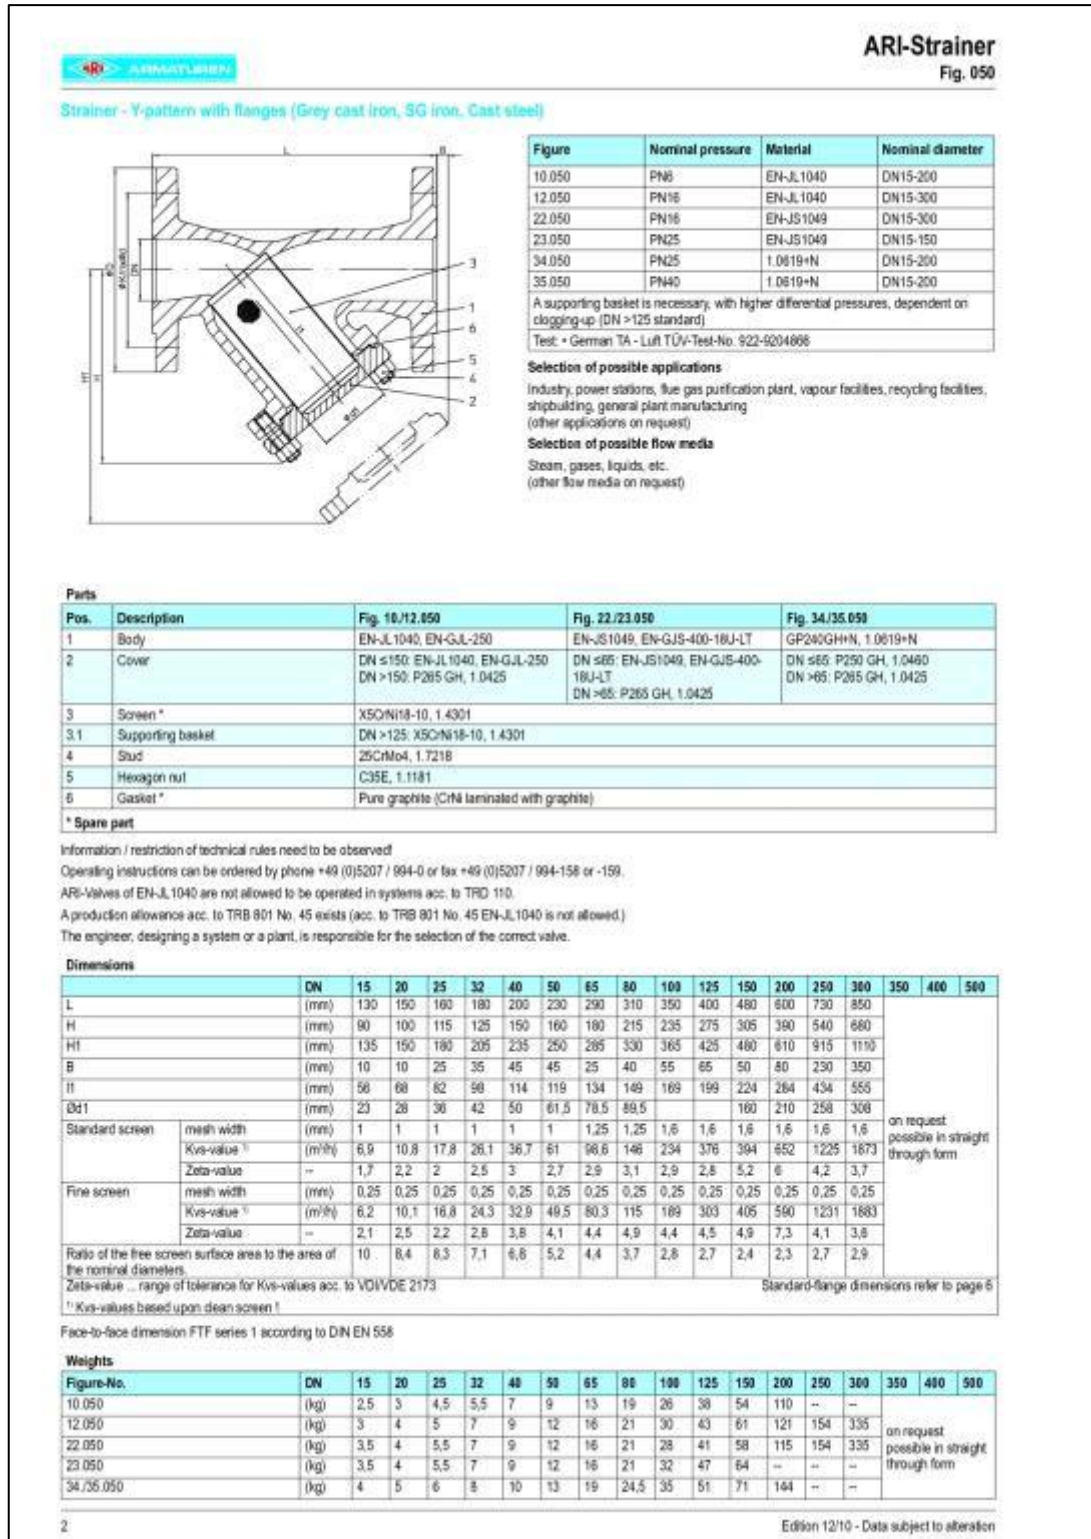 ARI ARMATUREN
ARI-Strainer
Fig. 050
Strainer - Y-pattern with flanges (Grey cast iron, SG iron, Cast steel)
L B
ØD
DN
H1
H
l1
Ød1
3
1
6
5
4
2
Figure Nominal pressure Material Nominal diameter
10.050 PN6 EN-JL1040 DN15-200
12.050 PN16 EN-JL1040 DN15-300
22.050 PN16 EN-JS1049 DN15-300
23.050 PN25 EN-JS1049 DN15-150
34.050 PN25 1.0619+N DN15-200
35.050 PN40 1.0619+N DN15-200
A supporting basket is necessary, with higher differential pressures, dependent on
clogging-up (DN >125 standard)
Test: • German TA - Luft TÜV-Test-No. 922-9204866
Selection of possible applications
Industry, power stations, flue gas purification plant, vapour facilities, recycling facilities,
shipbuilding, general plant manufacturing
(other applications on request)
Selection of possible flow media
Steam, gases, liquids, etc.
(other flow media on request)
Parts
Pos. Description Fig. 10./12.050 Fig. 22./23.050 Fig. 34./35.050
1 Body EN-JL1040, EN-GJL-250 EN-JS1049, EN-GJS-400-18U-LT GP240GH+N, 1.0619+N
2 Cover DN ≤150: EN-JL1040, EN-GJL-250 DN ≤65: EN-JS1049, EN-GJS-400- DN ≤65: P250 GH, 1.0460
DN >150: P265 GH, 1.0425 18U-LT DN >65: P265 GH, 1.0425
DN >65: P265 GH, 1.0425
3 Screen * X5CrNi18-10, 1.4301
3.1 Supporting basket DN >125: X5CrNi18-10, 1.4301
4 Stud 25CrMo4, 1.7218
5 Hexagon nut C35E, 1.1181
6 Gasket * Pure graphite (CrNi laminated with graphite)
* Spare part
Information / restriction of technical rules need to be observed!
Operating instructions can be ordered by phone +49 (0)5207 / 994-0 or fax +49 (0)5207 / 994-158 or -159.
ARI-Valves of EN-JL1040 are not allowed to be operated in systems acc. to TRD 110.
A production allowance acc. to TRB 801 No. 45 exists (acc. to TRB 801 No. 45 EN-JL1040 is not allowed.)
The engineer, designing a system or a plant, is responsible for the selection of the correct valve.
Dimensions
DN 15 20 25 32 40 50 65 80 100 125 150 200 250 300 350 400 500
L (mm) 130 150 160 180 200 230 290 310 350 400 480 600 730 850
H (mm) 90 100 115 125 150 160 180 215 235 275 305 390 540 680
H1 (mm) 135 150 180 205 235 250 285 330 365 425 480 610 915 1110
B (mm) 10 10 25 35 45 45 25 40 55 65 50 80 230 350
l1 (mm) 56 68 82 98 114 119 134 149 169 199 224 284 434 555
Ød1 (mm) 23 28 36 42 50 61,5 78,5 89,5 160 210 258 308
on request
possible in straight
through form
Standard screen mesh width (mm) 1 1 1 1 1 1 1,25 1,25 1,6 1,6 1,6 1,6 1,6 1,6
Kvs-value ¹⁾ (m³/h) 6,9 10,8 17,8 26,1 36,7 61 98,6 146 234 376 394 652 1225 1873
Zeta-value -- 1,7 2,2 2 2,5 3 2,7 2,9 3,1 2,9 2,8 5,2 6 4,2 3,7
Fine screen mesh width (mm) 0,25 0,25 0,25 0,25 0,25 0,25 0,25 0,25 0,25 0,25 0,25 0,25 0,25 0,25
Kvs-value ¹⁾ (m³/h) 6,2 10,1 16,8 24,3 32,9 49,5 80,3 115 189 303 405 590 1231 1883
Zeta-value -- 2,1 2,5 2,2 2,8 3,8 4,1 4,4 4,9 4,4 4,5 4,9 7,3 4,1 3,6
Ratio of the free screen surface area to the area of 10 8,4 8,3 7,1 6,8 5,2 4,4 3,7 2,8 2,7 2,4 2,3 2,7 2,9
the nominal diameters.
Zeta-value ... range of tolerance for Kvs-values acc. to VDI/VDE 2173 Standard-flange dimensions refer to page 6
¹⁾ Kvs-values based upon clean screen !
Face-to-face dimension FTF series 1 according to DIN EN 558
Weights
Figure-No. DN 15 20 25 32 40 50 65 80 100 125 150 200 250 300 350 400 500
10.050 (kg) 2,5 3 4,5 5,5 7 9 13 19 26 38 54 110 -- --
12.050 (kg) 3 4 5 7 9 12 16 21 30 43 61 121 154 335
22.050 (kg) 3,5 4 5,5 7 9 12 16 21 28 41 58 115 154 335
23.050 (kg) 3,5 4 5,5 7 9 12 16 21 32 47 64 -- -- --
34./35.050 (kg) 4 5 6 8 10 13 19 24,5 35 51 71 144 -- --
on request
possible in straight
through form
2 Edition 12/10 - Data subject to alteration